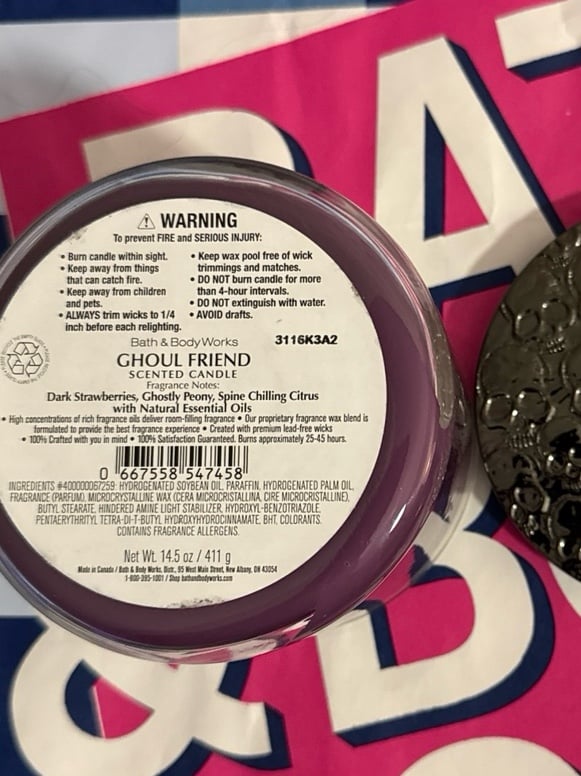 BAT
⚠ WARNING
To prevent FIRE and SERIOUS INJURY:
• Burn candle within sight.
• Keep away from things
that can catch fire.
• Keep away from children
and pets.
• ALWAYS trim wicks to 1/4
inch before each relighting.
• Keep wax pool free of wick
trimmings and matches.
• DO NOT burn candle for more
than 4-hour intervals.
• DO NOT extinguish with water.
• AVOID drafts.
Bath & Body Works
3116K3A2
GHOUL FRIEND
SCENTED CANDLE
Fragrance Notes:
Dark Strawberries, Ghostly Peony, Spine Chilling Citrus
with Natural Essential Oils
• High concentrations of rich fragrance oils deliver room-filling fragrance • Our proprietary fragrance wax blend is
formulated to provide the best fragrance experience • Created with premium lead-free wicks
• 100% Crafted with you in mind • 100% Satisfaction Guaranteed. Burns approximately 25-45 hours.
0 667558 547458
INGREDIENTS #400000067259: HYDROGENATED SOYBEAN OIL, PARAFFIN, HYDROGENATED PALM OIL,
FRAGRANCE (PARFUM), MICROCRYSTALLINE WAX (CERA MICROCRISTALLINA, CIRE MICROCRISTALLINE),
BUTYL STEARATE, HINDERED AMINE LIGHT STABILIZER, HYDROXYL-BENZOTRIAZOLE,
PENTAERYTHRITYL TETRA-DI-T-BUTYL HYDROXYHYDROCINNAMATE, BHT, COLORANTS.
CONTAINS FRAGRANCE ALLERGENS.
Net Wt. 14.5 oz / 411 g
Made in Canada / Bath & Body Works, Distr., 95 West Main Street, New Albany, OH 43054
1-800-395-1001 / Shop bathandbodyworks.com
& B